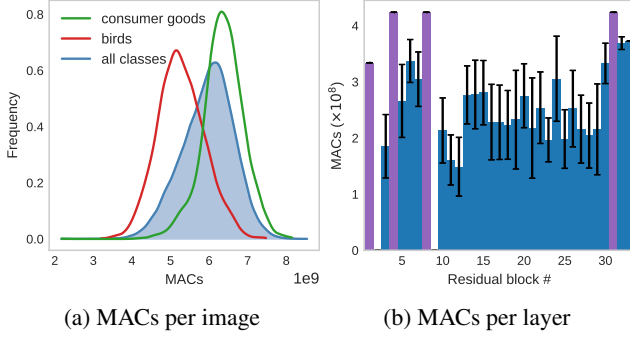 consumer goods
birds
all classes
Frequency
0.8
0.6
0.4
0.2
0.0
2 3 4 5 6 7 8
MACs
1e9
(a) MACs per image
MACs (×10⁸)
4
3
2
1
0
5 10 15 20 25 30
Residual block #
(b) MACs per layer